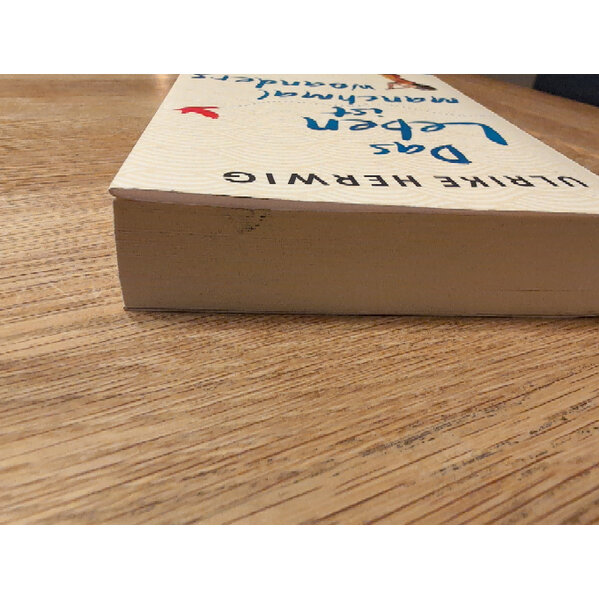 ULRIKE HERWIG
Das
Leben
ist
manchmal
woanders